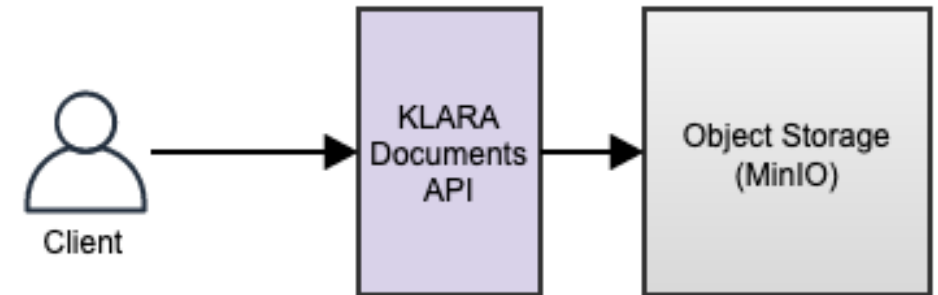 Client
KLARA
Documents
API
Object Storage
(MinIO)